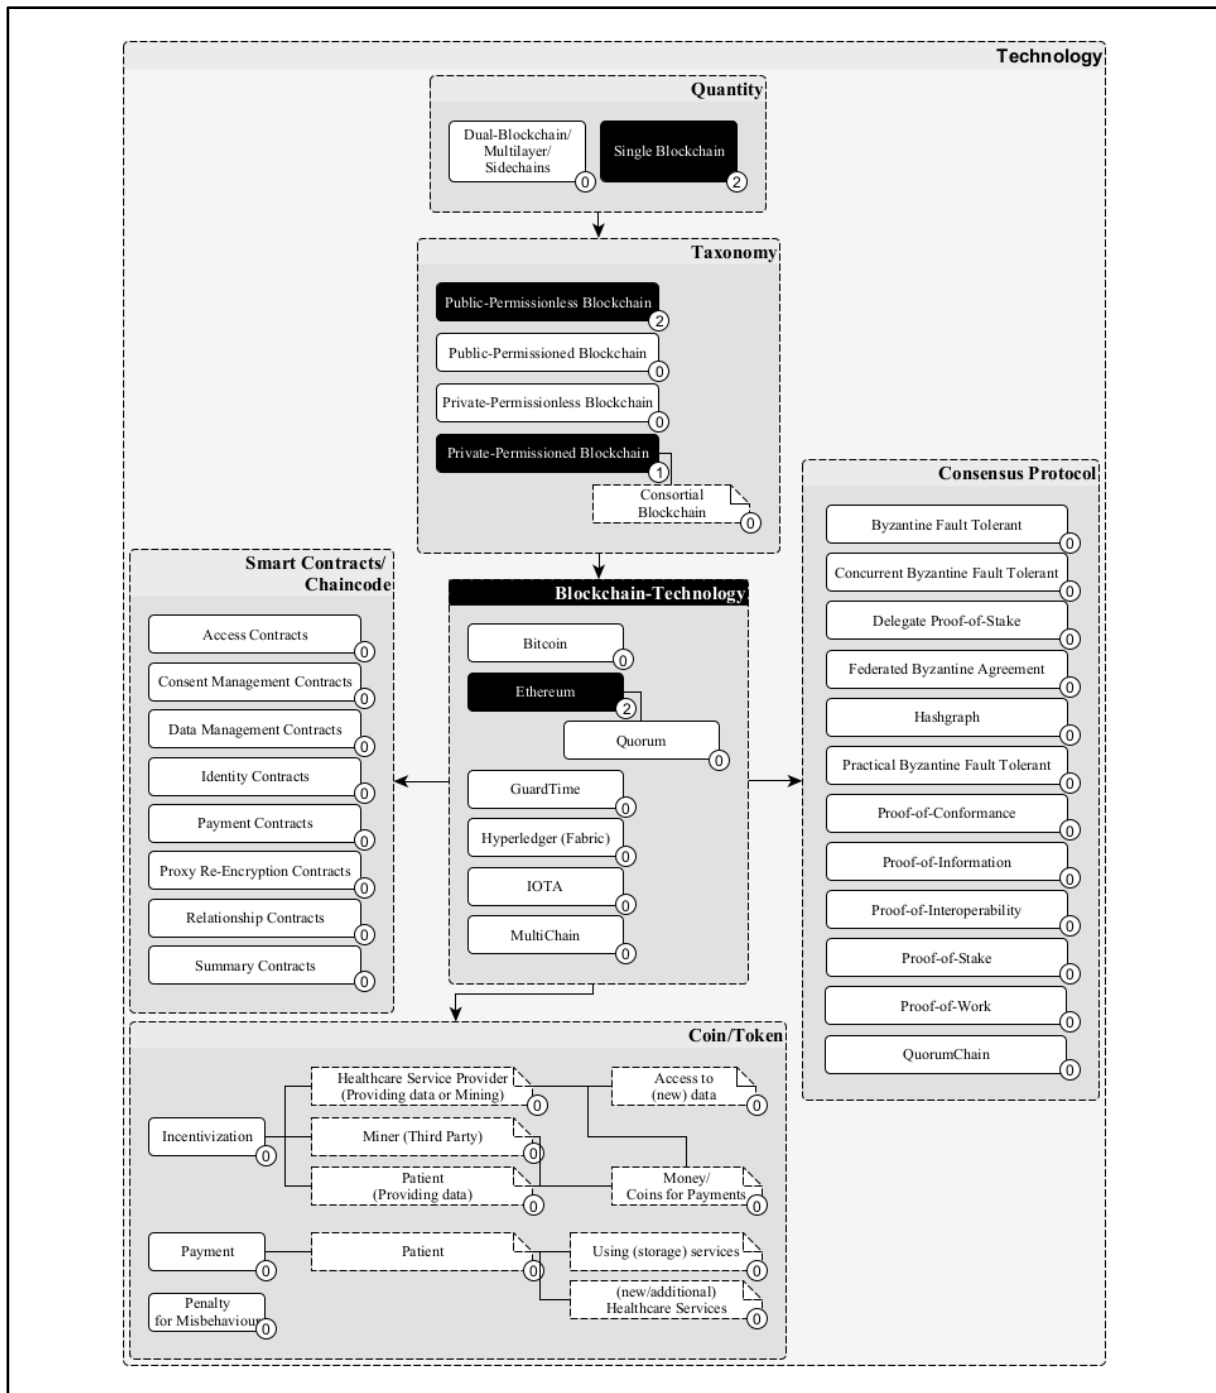 Technology
Quantity
Dual-Blockchain/
Multilayer/
Sidechains
0
Single Blockchain
2
Taxonomy
Public-Permissionless Blockchain
2
Public-Permissioned Blockchain
0
Private-Permissionless Blockchain
0
Private-Permissioned Blockchain
1
Consortial
Blockchain
0
Smart Contracts/
Chaincode
Access Contracts
0
Consent Management Contracts
0
Data Management Contracts
0
Identity Contracts
0
Payment Contracts
0
Proxy Re-Encryption Contracts
0
Relationship Contracts
0
Summary Contracts
0
Blockchain-Technology
Bitcoin
0
Ethereum
2
Quorum
0
GuardTime
0
Hyperledger (Fabric)
0
IOTA
0
MultiChain
0
Consensus Protocol
Byzantine Fault Tolerant
0
Concurrent Byzantine Fault Tolerant
0
Delegate Proof-of-Stake
0
Federated Byzantine Agreement
0
Hashgraph
0
Practical Byzantine Fault Tolerant
0
Proof-of-Conformance
0
Proof-of-Information
0
Proof-of-Interoperability
0
Proof-of-Stake
0
Proof-of-Work
0
QuorumChain
0
Coin/Token
Incentivization
0
Healthcare Service Provider
(Providing data or Mining)
0
Miner (Third Party)
0
Patient
(Providing data)
0
Access to
(new) data
0
Money/
Coins for Payments
0
Payment
0
Patient
0
Using (storage) services
0
(new/additional)
Healthcare Services
0
Penalty
for Misbehaviour
0